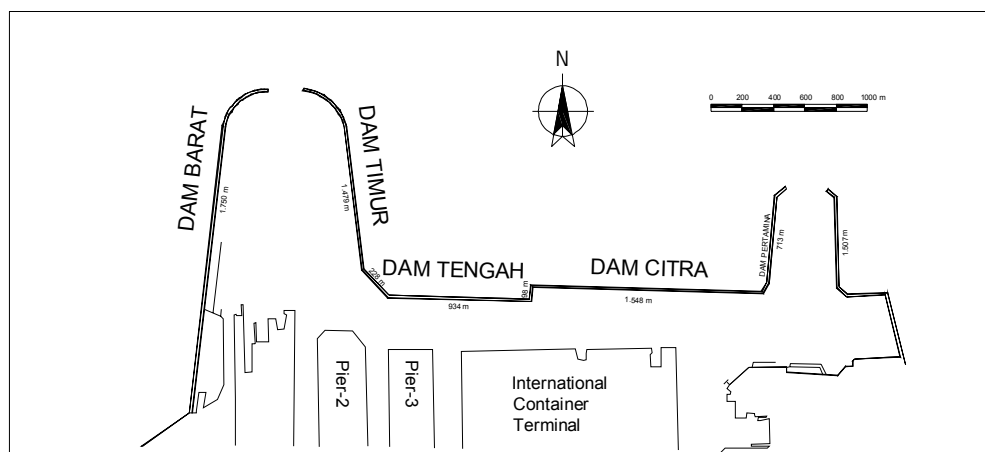 N
0 200 400 600 800 1000 m
DAM BARAT
1.750 m
DAM TIMUR
1.479 m
228 m
DAM TENGAH
934 m
98 m
DAM CITRA
1.548 m
DAM PERTAMINA
713 m
1.507 m
Pier-2
Pier-3
International
Container
Terminal